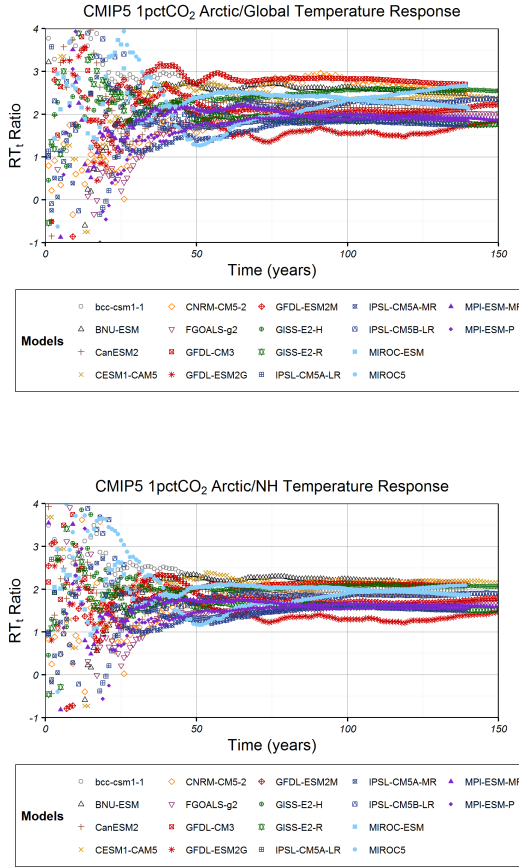 CMIP5 1pctCO₂ Arctic/Global Temperature Response
4
3
2
1
0
-1
RTₜ Ratio
0 50 100 150
Time (years)
Models
bcc-csm1-1 CNRM-CM5-2 GFDL-ESM2M IPSL-CM5A-MR MPI-ESM-MR
BNU-ESM FGOALS-g2 GISS-E2-H IPSL-CM5B-LR MPI-ESM-P
CanESM2 GFDL-CM3 GISS-E2-R MIROC-ESM
CESM1-CAM5 GFDL-ESM2G IPSL-CM5A-LR MIROC5
CMIP5 1pctCO₂ Arctic/NH Temperature Response
4
3
2
1
0
-1
RTₜ Ratio
0 50 100 150
Time (years)
Models
bcc-csm1-1 CNRM-CM5-2 GFDL-ESM2M IPSL-CM5A-MR MPI-ESM-MR
BNU-ESM FGOALS-g2 GISS-E2-H IPSL-CM5B-LR MPI-ESM-P
CanESM2 GFDL-CM3 GISS-E2-R MIROC-ESM
CESM1-CAM5 GFDL-ESM2G IPSL-CM5A-LR MIROC5